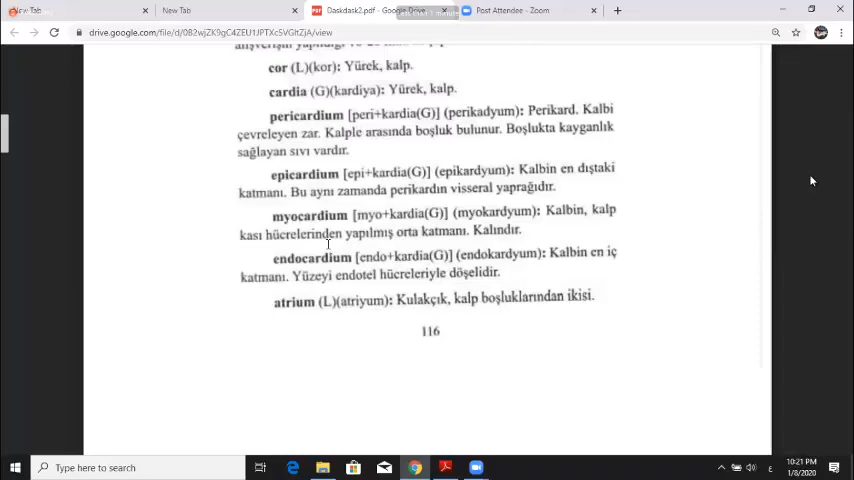 New Tab
New Tab
Daskdask2.pdf - Google Drive
Less than 1 minute
Post Attendee - Zoom
drive.google.com/file/d/0B2wjZK9gC4ZEU1JPTXc5VGltZjA/view
cor (L)(kor): Yürek, kalp.
cardia (G)(kardiya): Yürek, kalp.
pericardium [peri+kardia(G)] (perikadyum): Perikard. Kalbi
çevreleyen zar. Kalple arasında boşluk bulunur. Boşlukta kayganlık
sağlayan sıvı vardır.
epicardium [epi+kardia(G)] (epikardyum): Kalbin en dıştaki
katmanı. Bu aynı zamanda perikardın visseral yaprağıdır.
myocardium [myo+kardia(G)] (myokardyum): Kalbin, kalp
kası hücrelerinden yapılmış orta katmanı. Kalındır.
endocardium [endo+kardia(G)] (endokardyum): Kalbin en iç
katmanı. Yüzeyi endotel hücreleriyle döşelidir.
atrium (L)(atriyum): Kulakçık, kalp boşluklarından ikisi.
116
Type here to search
ع
10:21 PM
1/8/2020